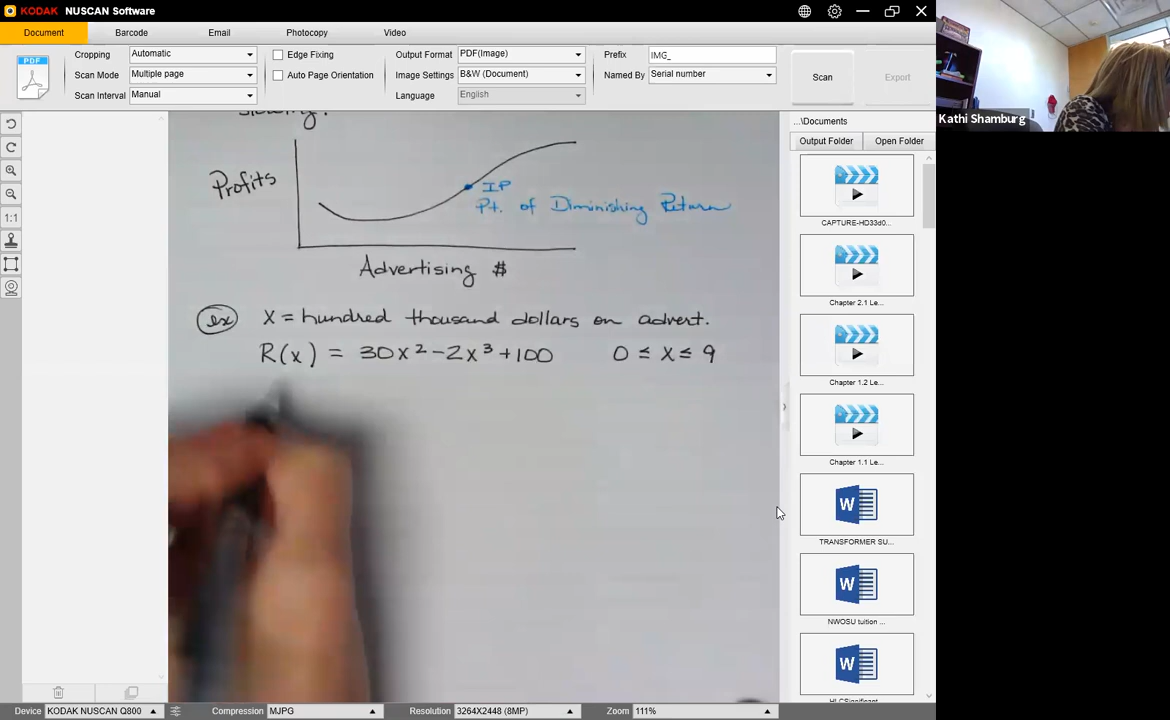 KODAK NUSCAN Software
Document Barcode Email Photocopy Video
Cropping Automatic Edge Fixing Output Format PDF(Image) Prefix IMG_
PDF Scan Mode Multiple page Auto Page Orientation Image Settings B&W (Document) Named By Serial number Scan Export
Scan Interval Manual Language English
Kathi Shamburg
...\Documents
Output Folder Open Folder
1:1
Profits
IP
Pt. of Diminishing Return
Advertising $
ex X = hundred thousand dollars on advert.
R(x) = 30x² - 2x³ + 100 0 ≤ x ≤ 9
CAPTURE-HD33d0...
Chapter 2.1 Le...
Chapter 1.2 Le...
Chapter 1.1 Le...
W
TRANSFORMER SU...
W
NWOSU tuition ...
W
Device KODAK NUSCAN Q800 Compression MJPG Resolution 3264X2448 (8MP) Zoom 111%